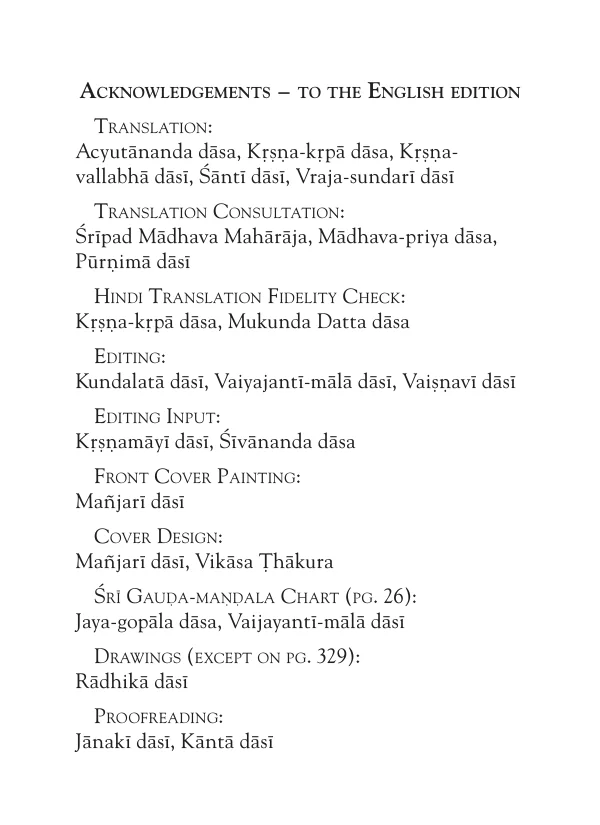 Acknowledgements – to the English edition
Translation:
Acyutānanda dāsa, Kṛṣṇa-kṛpā dāsa, Kṛṣṇa-
vallabhā dāsī, Śāntī dāsī, Vraja-sundarī dāsī
Translation Consultation:
Śrīpad Mādhava Mahārāja, Mādhava-priya dāsa,
Pūrṇimā dāsī
Hindi Translation Fidelity Check:
Kṛṣṇa-kṛpā dāsa, Mukunda Datta dāsa
Editing:
Kundalatā dāsī, Vaiyajantī-mālā dāsī, Vaiṣṇavī dāsī
Editing Input:
Kṛṣṇamāyī dāsī, Śīvānanda dāsa
Front Cover Painting:
Mañjarī dāsī
Cover Design:
Mañjarī dāsī, Vikāsa Ṭhākura
Śrī Gauḍa-maṇḍala Chart (pg. 26):
Jaya-gopāla dāsa, Vaijayantī-mālā dāsī
Drawings (except on pg. 329):
Rādhikā dāsī
Proofreading:
Jānakī dāsī, Kāntā dāsī